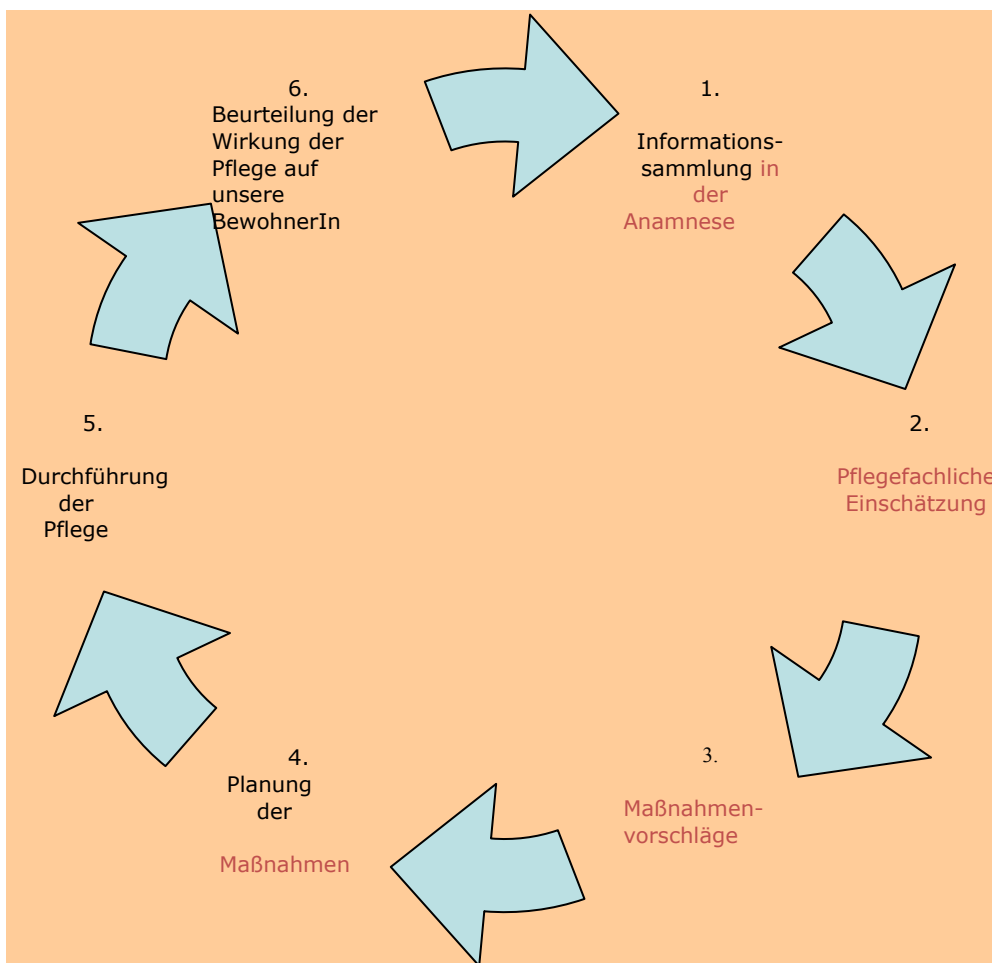 1.
Informations-
sammlung in
der
Anamnese
2.
Pflegefachliche
Einschätzung
3.
Maßnahmen-
vorschläge
4.
Planung
der
Maßnahmen
5.
Durchführung
der
Pflege
6.
Beurteilung der
Wirkung der
Pflege auf
unsere
BewohnerIn